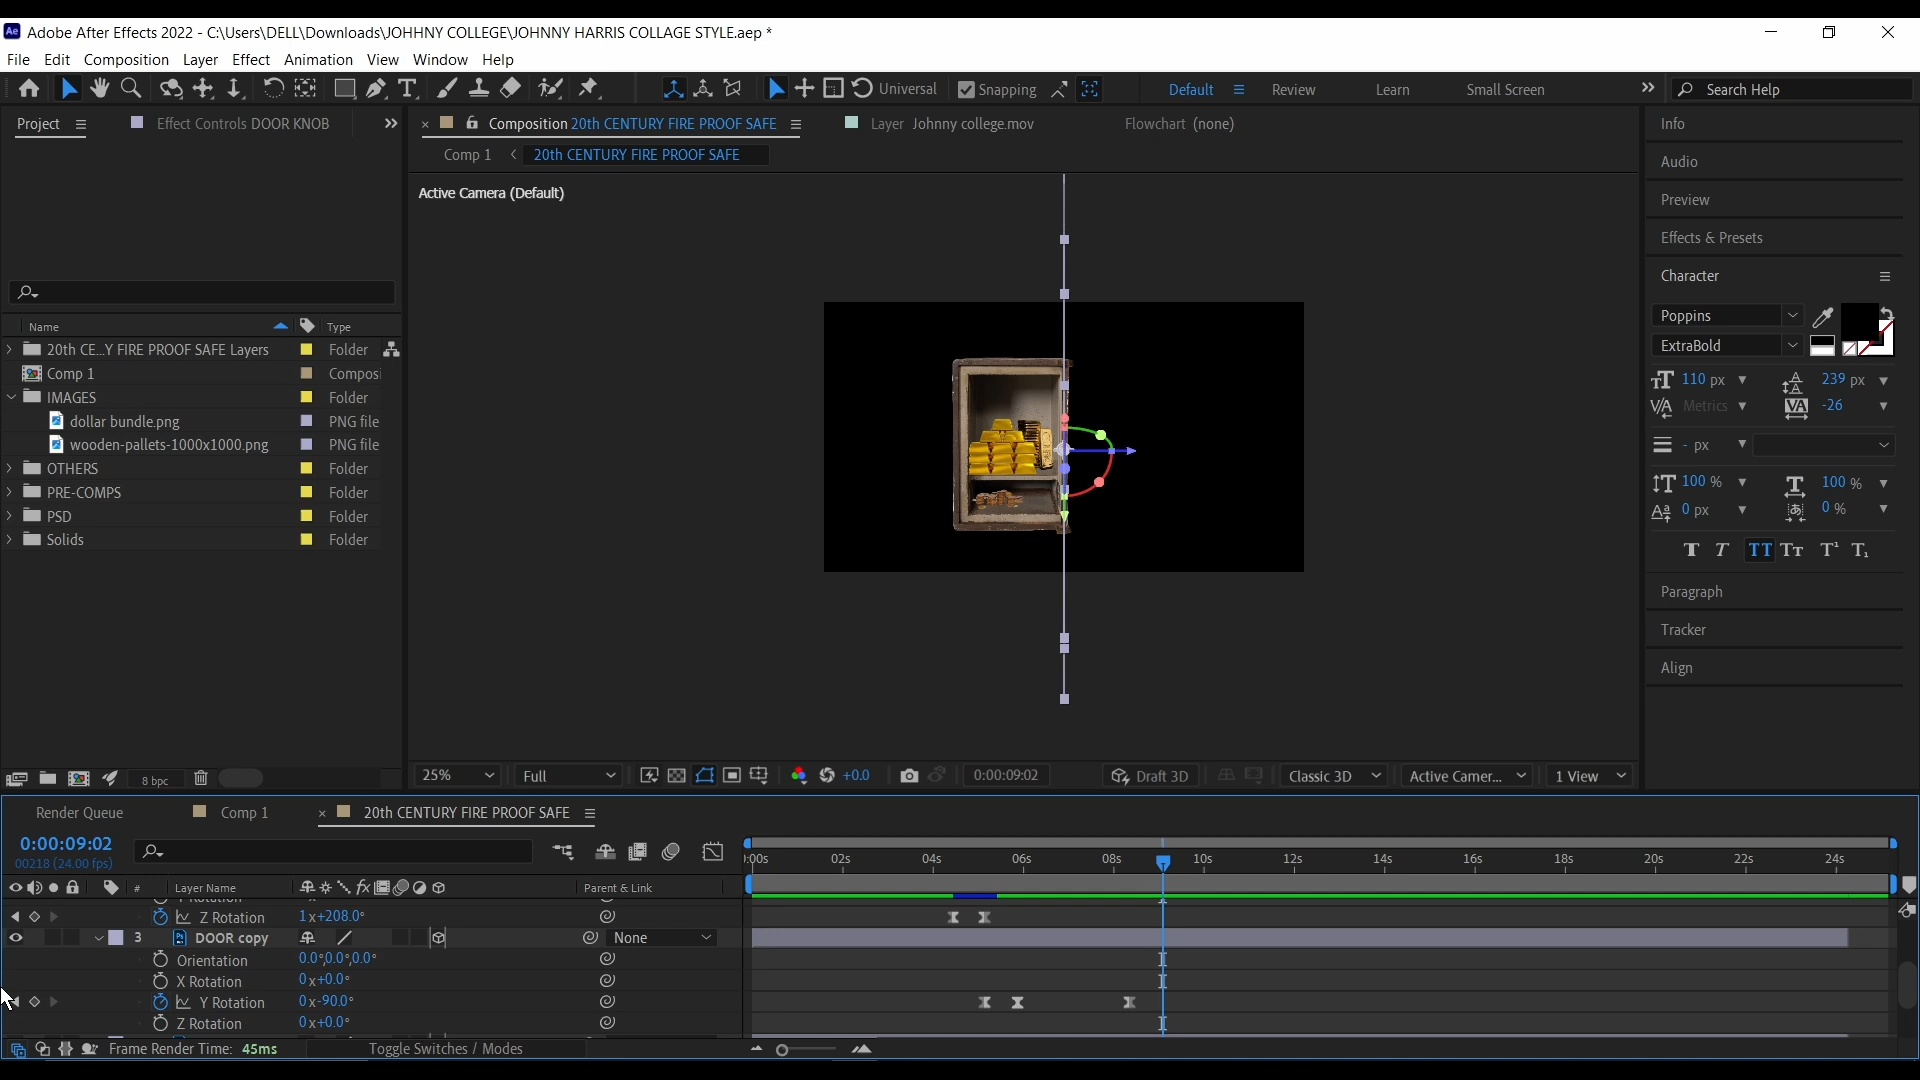 Ae Adobe After Effects 2022 - C:\Users\DELL\Downloads\JOHHNY COLLEGE\JOHNNY HARRIS COLLAGE STYLE.aep *
File Edit Composition Layer Effect Animation View Window Help
Universal Snapping Default Review Learn Small Screen Search Help
Project Effect Controls DOOR KNOB
Composition 20th CENTURY FIRE PROOF SAFE Layer Johnny college.mov Flowchart (none)
Comp 1 < 20th CENTURY FIRE PROOF SAFE
Active Camera (Default)
Name Type
20th CE...Y FIRE PROOF SAFE Layers Folder
Comp 1 Composi
IMAGES Folder
dollar bundle.png PNG file
wooden-pallets-1000x1000.png PNG file
OTHERS Folder
PRE-COMPS Folder
PSD Folder
Solids Folder
8 bpc
25% Full +0.0 0:00:09:02 Draft 3D Classic 3D Active Camer... 1 View
Info
Audio
Preview
Effects & Presets
Character
Poppins
ExtraBold
110 px 239 px
Metrics -26
- px
100 % 100 %
0 px 0 %
T T TT Tt T¹ T₁
Paragraph
Tracker
Align
Render Queue Comp 1 20th CENTURY FIRE PROOF SAFE
0:00:09:02
00218 (24.00 fps)
):00s 02s 04s 06s 08s 10s 12s 14s 16s 18s 20s 22s 24s
# Layer Name Parent & Link
Z Rotation 1x+208.0°
3 DOOR copy None
Orientation 0.0°,0.0°,0.0°
X Rotation 0x+0.0°
Y Rotation 0x-90.0°
Z Rotation 0x+0.0°
Frame Render Time: 45ms Toggle Switches / Modes